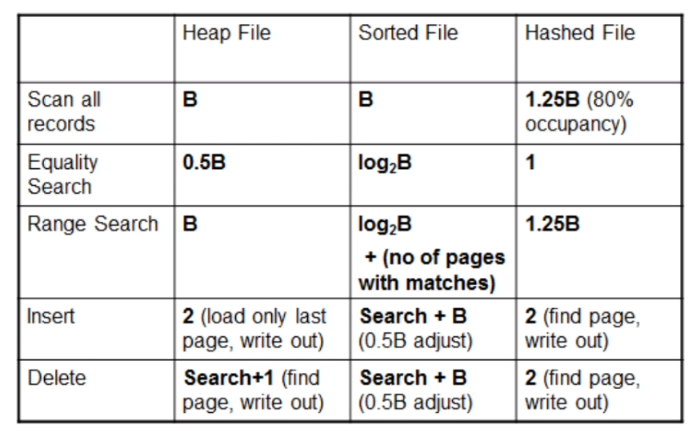 Heap File Sorted File Hashed File
Scan all records B B 1.25B (80% occupancy)
Equality Search 0.5B log₂B 1
Range Search B log₂B + (no of pages with matches) 1.25B
Insert 2 (load only last page, write out) Search + B (0.5B adjust) 2 (find page, write out)
Delete Search+1 (find page, write out) Search + B (0.5B adjust) 2 (find page, write out)